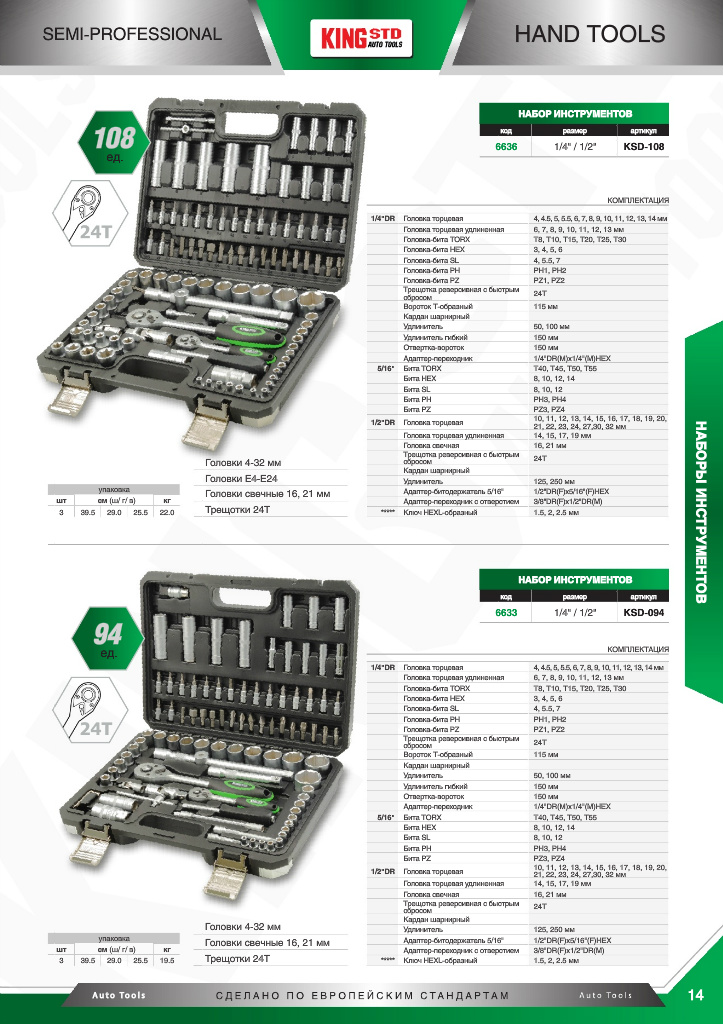 SEMI-PROFESSIONAL
KING STD
AUTO TOOLS
HAND TOOLS
108
ед.
24T
НАБОР ИНСТРУМЕНТОВ
код размер артикул
6636 1/4" / 1/2" KSD-108
КОМПЛЕКТАЦИЯ
1/4"DR Головка торцевая 4, 4.5, 5, 5.5, 6, 7, 8, 9, 10, 11, 12, 13, 14 мм
Головка торцевая удлиненная 6, 7, 8, 9, 10, 11, 12, 13 мм
Головка-бита TORX T8, T10, T15, T20, T25, T30
Головка-бита HEX 3, 4, 5, 6
Головка-бита SL 4, 5.5, 7
Головка-бита PH PH1, PH2
Головка-бита PZ PZ1, PZ2
Трещотка реверсивная с быстрым сбросом 24T
Вороток Т-образный 115 мм
Кардан шарнирный
Удлинитель 50, 100 мм
Удлинитель гибкий 150 мм
Отвертка-вороток 150 мм
Адаптер-переходник 1/4"DR(M)x1/4"(M)HEX
5/16" Бита TORX T40, T45, T50, T55
Бита HEX 8, 10, 12, 14
Бита SL 8, 10, 12
Бита PH PH3, PH4
Бита PZ PZ3, PZ4
1/2"DR Головка торцевая 10, 11, 12, 13, 14, 15, 16, 17, 18, 19, 20,
21, 22, 23, 24, 27,30, 32 мм
Головка торцевая удлиненная 14, 15, 17, 19 мм
Головка свечная 16, 21 мм
Трещотка реверсивная с быстрым сбросом 24T
Кардан шарнирный
Удлинитель 125, 250 мм
Адаптер-битодержатель 5/16" 1/2"DR(F)x5/16"(F)HEX
Адаптер-переходник с отверстием 3/8"DR(F)x1/2"DR(M)
***** Ключ HEXL-образный 1.5, 2, 2.5 мм
Головки 4-32 мм
Головки E4-E24
Головки свечные 16, 21 мм
Трещотки 24T
упаковка
шт см (ш/ г/ в) кг
3 39.5 29.0 25.5 22.0
НАБОРЫ ИНСТРУМЕНТОВ
94
ед.
24T
НАБОР ИНСТРУМЕНТОВ
код размер артикул
6633 1/4" / 1/2" KSD-094
КОМПЛЕКТАЦИЯ
1/4"DR Головка торцевая 4, 4.5, 5, 5.5, 6, 7, 8, 9, 10, 11, 12, 13, 14 мм
Головка торцевая удлиненная 6, 7, 8, 9, 10, 11, 12, 13 мм
Головка-бита TORX T8, T10, T15, T20, T25, T30
Головка-бита HEX 3, 4, 5, 6
Головка-бита SL 4, 5.5, 7
Головка-бита PH PH1, PH2
Головка-бита PZ PZ1, PZ2
Трещотка реверсивная с быстрым сбросом 24T
Вороток Т-образный 115 мм
Кардан шарнирный
Удлинитель 50, 100 мм
Удлинитель гибкий 150 мм
Отвертка-вороток 150 мм
Адаптер-переходник 1/4"DR(M)x1/4"(M)HEX
5/16" Бита TORX T40, T45, T50, T55
Бита HEX 8, 10, 12, 14
Бита SL 8, 10, 12
Бита PH PH3, PH4
Бита PZ PZ3, PZ4
1/2"DR Головка торцевая 10, 11, 12, 13, 14, 15, 16, 17, 18, 19, 20,
21, 22, 23, 24, 27,30, 32 мм
Головка торцевая удлиненная 14, 15, 17, 19 мм
Головка свечная 16, 21 мм
Трещотка реверсивная с быстрым сбросом 24T
Кардан шарнирный
Удлинитель 125, 250 мм
Адаптер-битодержатель 5/16" 1/2"DR(F)x5/16"(F)HEX
Адаптер-переходник с отверстием 3/8"DR(F)x1/2"DR(M)
***** Ключ HEXL-образный 1.5, 2, 2.5 мм
Головки 4-32 мм
Головки свечные 16, 21 мм
Трещотки 24T
упаковка
шт см (ш/ г/ в) кг
3 39.5 29.0 25.5 19.5
Auto Tools СДЕЛАНО ПО ЕВРОПЕЙСКИМ СТАНДАРТАМ Auto Tools 14